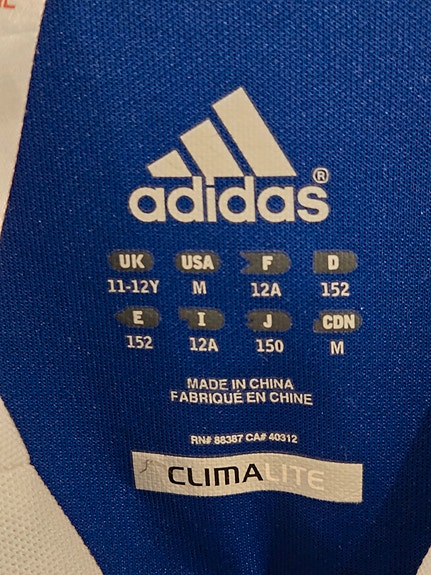 adidas®
UK USA F D
11-12Y M 12A 152
E I J CDN
152 12A 150 M
MADE IN CHINA
FABRIQUÉ EN CHINE
RN# 88387 CA# 40312
CLIMALITE